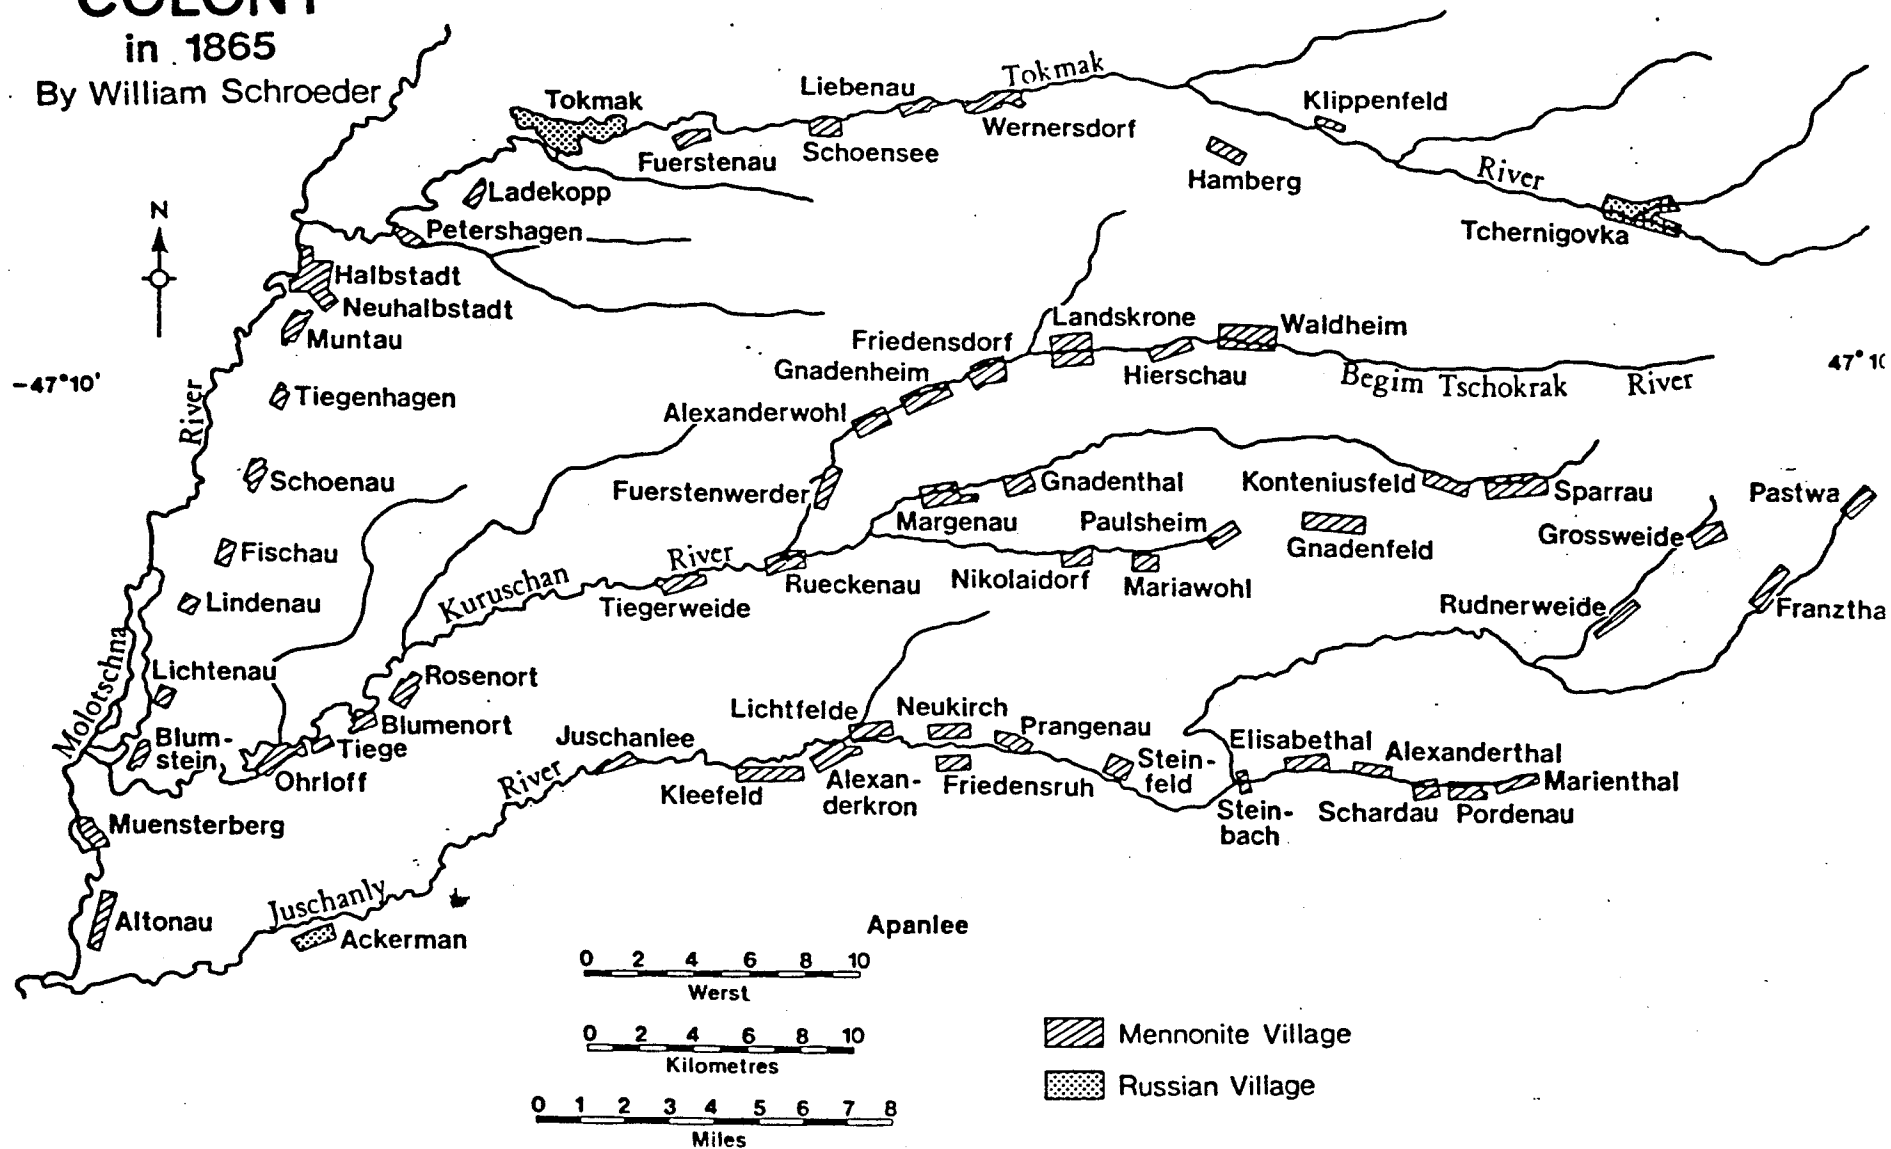 COLONY
in 1865
By William Schroeder
Tokmak
Liebenau
Tokmak
Klippenfeld
Wernersdorf
Fuerstenau
Schoensee
River
Hamberg
Ladekopp
N
Petershagen
Tchernigovka
Halbstadt
Neuhalbstadt
Muntau
Landskrone
Waldheim
Friedensdorf
Gnadenheim
Hierschau
Begim Tschokrak River
-47°10'
47°10
Tiegenhagen
River
Alexanderwohl
Schoenau
Fuerstenwerder
Gnadenthal
Konteniusfeld
Sparrau
Pastwa
Margenau
Paulsheim
Gnadenfeld
Grossweide
Fischau
River
Kuruschan
Rueckenau
Nikolaidorf
Mariawohl
Tiegerweide
Lindenau
Rudnerweide
Franztha
Molotschna
Lichtenau
Rosenort
Lichtfelde
Neukirch
Prangenau
Blumenort
Blum-
stein
Tiege
Ohrloff
Juschanlee
Elisabethal
Alexanderthal
Stein-
feld
River
Kleefeld
Alexan-
derkron
Friedensruh
Marienthal
Stein-
bach
Schardau
Pordenau
Muensterberg
Juschanly
Altonau
Ackerman
Apanlee
0 2 4 6 8 10
Werst
0 2 4 6 8 10
Kilometres
0 1 2 3 4 5 6 7 8
Miles
Mennonite Village
Russian Village